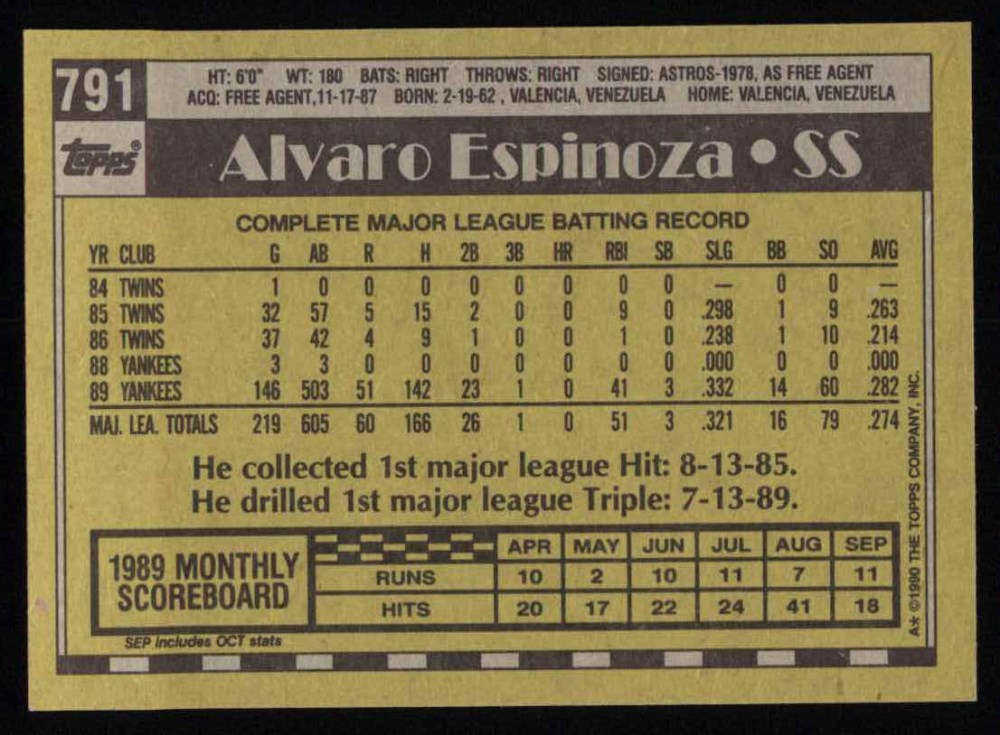 791
HT: 6'0" WT: 180 BATS: RIGHT THROWS: RIGHT SIGNED: ASTROS-1978, AS FREE AGENT
ACQ: FREE AGENT,11-17-87 BORN: 2-19-62 , VALENCIA, VENEZUELA HOME: VALENCIA, VENEZUELA
Topps®
Alvaro Espinoza • SS
COMPLETE MAJOR LEAGUE BATTING RECORD
YR CLUB G AB R H 2B 3B HR RBI SB SLG BB SO AVG
84 TWINS 1 0 0 0 0 0 0 0 0 — 0 0 —
85 TWINS 32 57 5 15 2 0 0 9 0 .298 1 9 .263
86 TWINS 37 42 4 9 1 0 0 1 0 .238 1 10 .214
88 YANKEES 3 3 0 0 0 0 0 0 0 .000 0 0 .000
89 YANKEES 146 503 51 142 23 1 0 41 3 .332 14 60 .282
MAJ. LEA. TOTALS 219 605 60 166 26 1 0 51 3 .321 16 79 .274
He collected 1st major league Hit: 8-13-85.
He drilled 1st major league Triple: 7-13-89.
1989 MONTHLY
SCOREBOARD
APR MAY JUN JUL AUG SEP
RUNS 10 2 10 11 7 11
HITS 20 17 22 24 41 18
SEP includes OCT stats
A* ©1990 THE TOPPS COMPANY, INC.